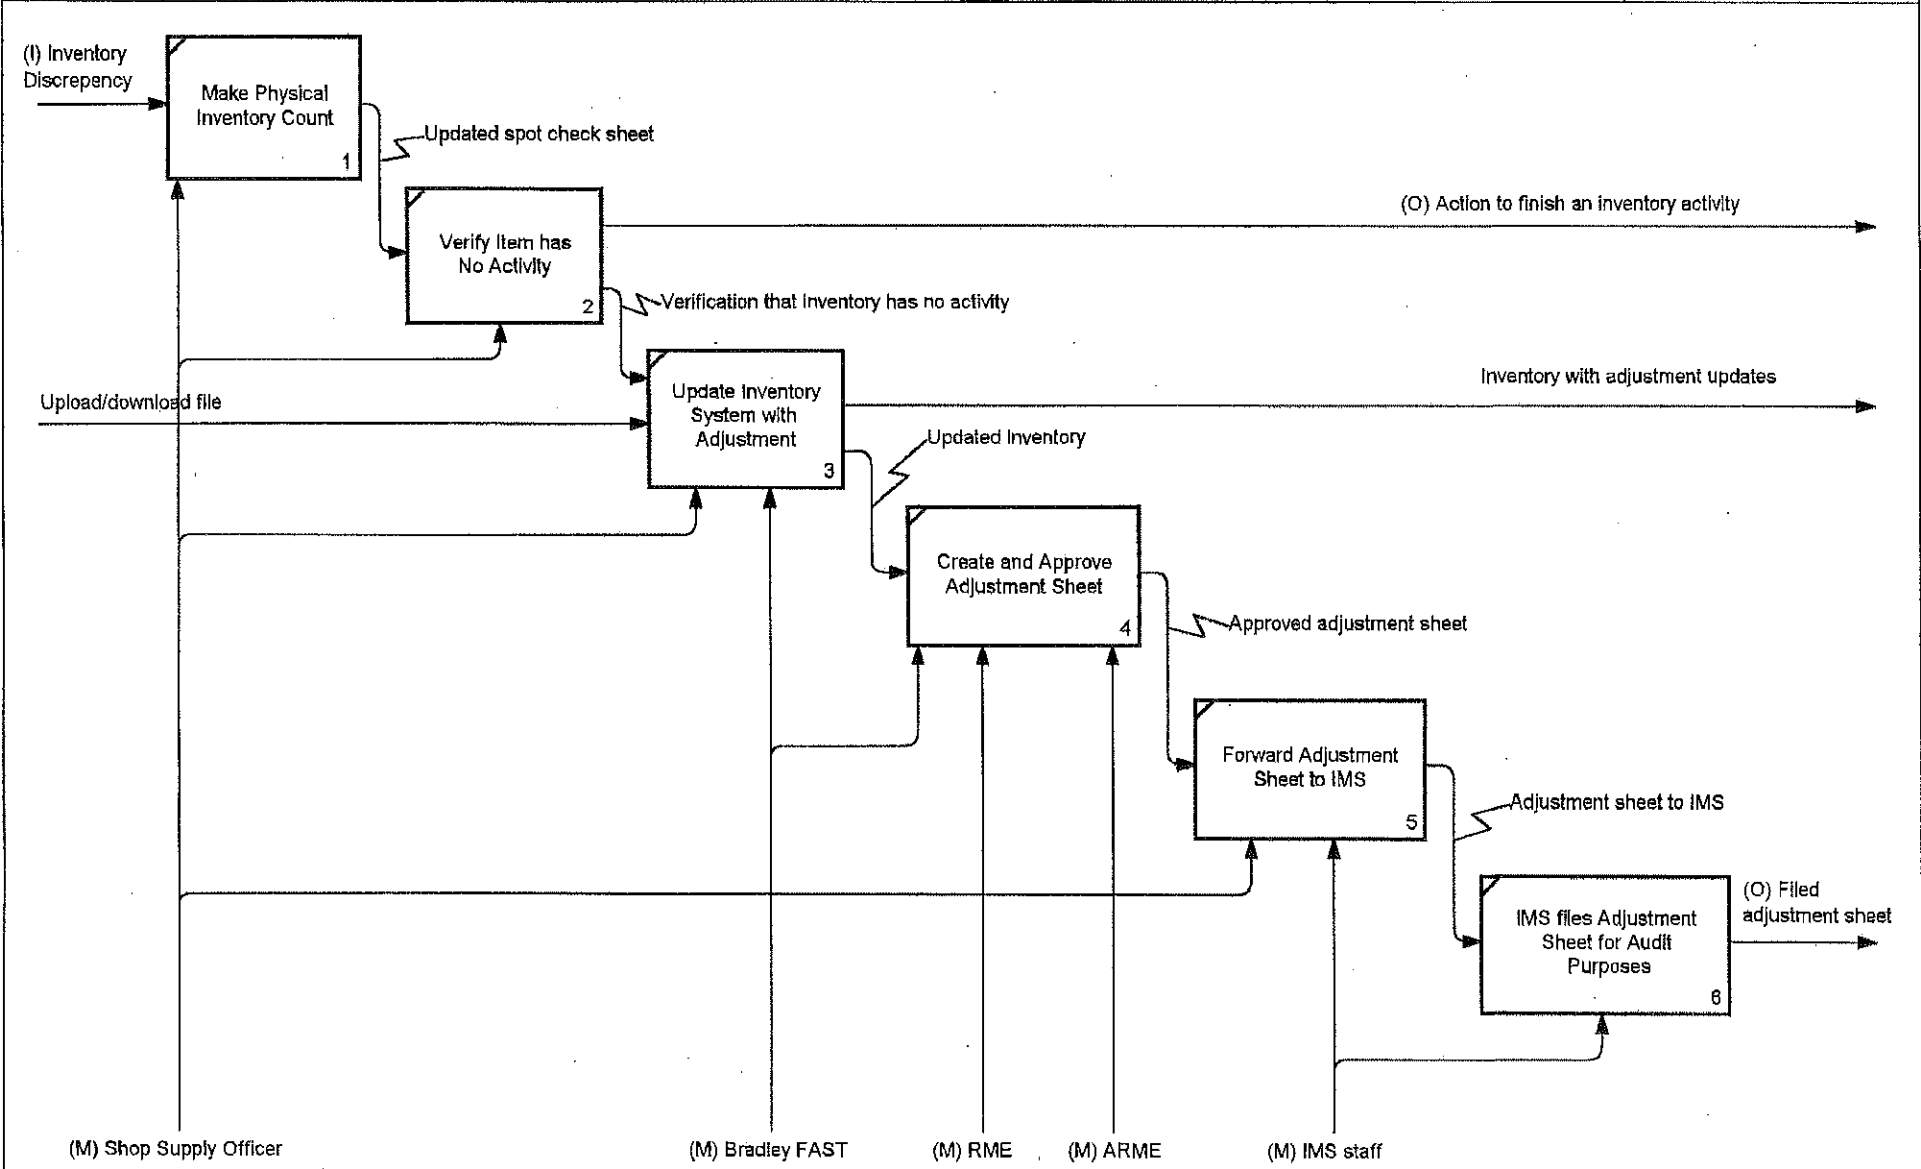 (I) Inventory
Discrepency
Make Physical
Inventory Count
1
Updated spot check sheet
(O) Action to finish an inventory activity
Verify Item has
No Activity
2
Verification that inventory has no activity
Upload/download file
Update Inventory
System with
Adjustment
3
Inventory with adjustment updates
Updated Inventory
Create and Approve
Adjustment Sheet
4
Approved adjustment sheet
Forward Adjustment
Sheet to IMS
5
Adjustment sheet to IMS
IMS files Adjustment
Sheet for Audit
Purposes
6
(O) Filed
adjustment sheet
(M) Shop Supply Officer
(M) Bradley FAST
(M) RME
(M) ARME
(M) IMS staff